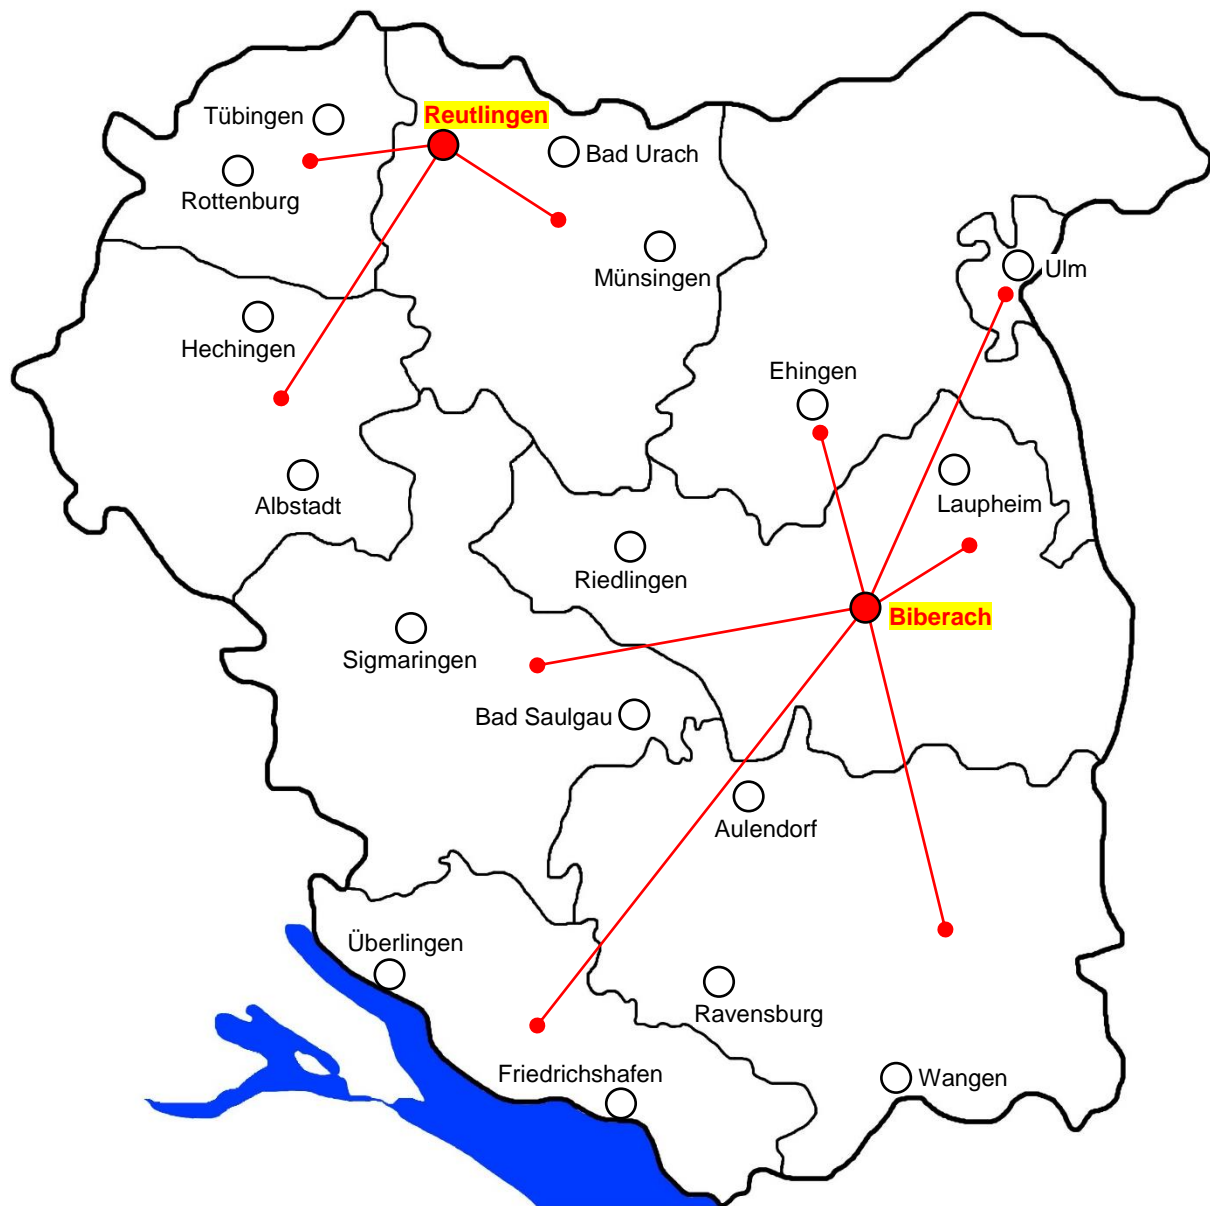 Tübingen
Reutlingen
Bad Urach
Rottenburg
Münsingen
Ulm
Hechingen
Ehingen
Albstadt
Laupheim
Riedlingen
Biberach
Sigmaringen
Bad Saulgau
Aulendorf
Überlingen
Ravensburg
Friedrichshafen
Wangen